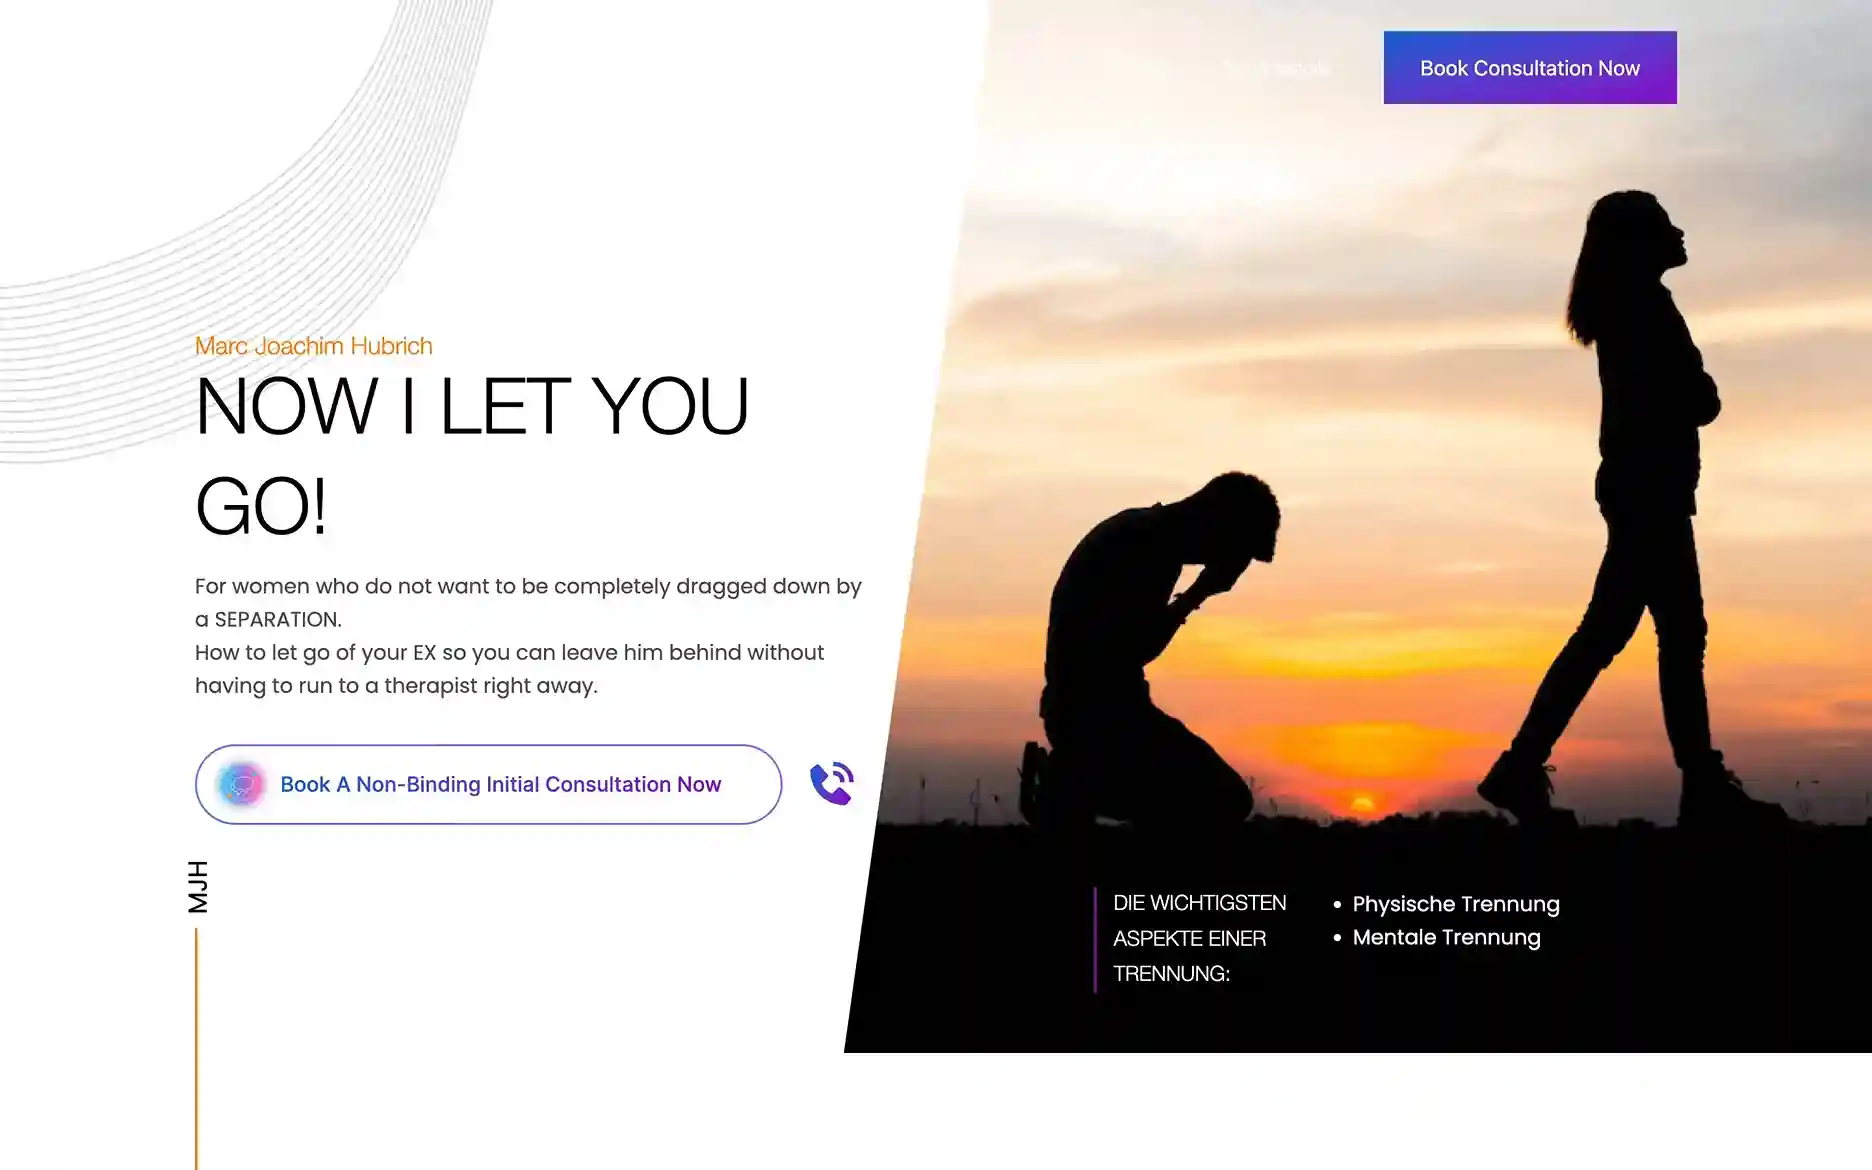 Book Consultation Now
Marc Joachim Hubrich
NOW I LET YOU
GO!
For women who do not want to be completely dragged down by
a SEPARATION.
How to let go of your EX so you can leave him behind without
having to run to a therapist right away.
Book A Non-Binding Initial Consultation Now
MJH
DIE WICHTIGSTEN
ASPEKTE EINER
TRENNUNG:
• Physische Trennung
• Mentale Trennung